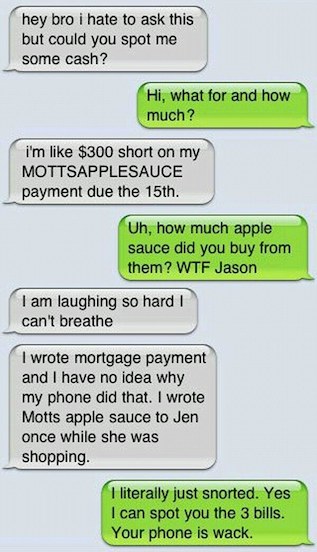 hey bro i hate to ask this
but could you spot me
some cash?
Hi, what for and how
much?
i'm like $300 short on my
MOTTSAPPLESAUCE
payment due the 15th.
Uh, how much apple
sauce did you buy from
them? WTF Jason
I am laughing so hard I
can't breathe
I wrote mortgage payment
and I have no idea why
my phone did that. I wrote
Motts apple sauce to Jen
once while she was
shopping.
I literally just snorted. Yes
I can spot you the 3 bills.
Your phone is wack.